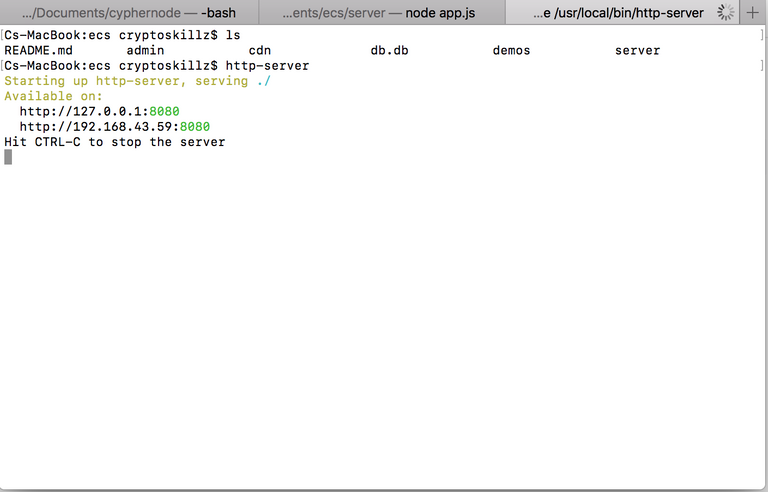 .../Documents/cyphernode — -bash
...ents/ecs/server — node app.js
...e /usr/local/bin/http-server
[Cs-MacBook:ecs cryptoskillz$ ls ]
README.md admin cdn db.db demos server
[Cs-MacBook:ecs cryptoskillz$ http-server ]
Starting up http-server, serving ./
Available on:
http://127.0.0.1:8080
http://192.168.43.59:8080
Hit CTRL-C to stop the server